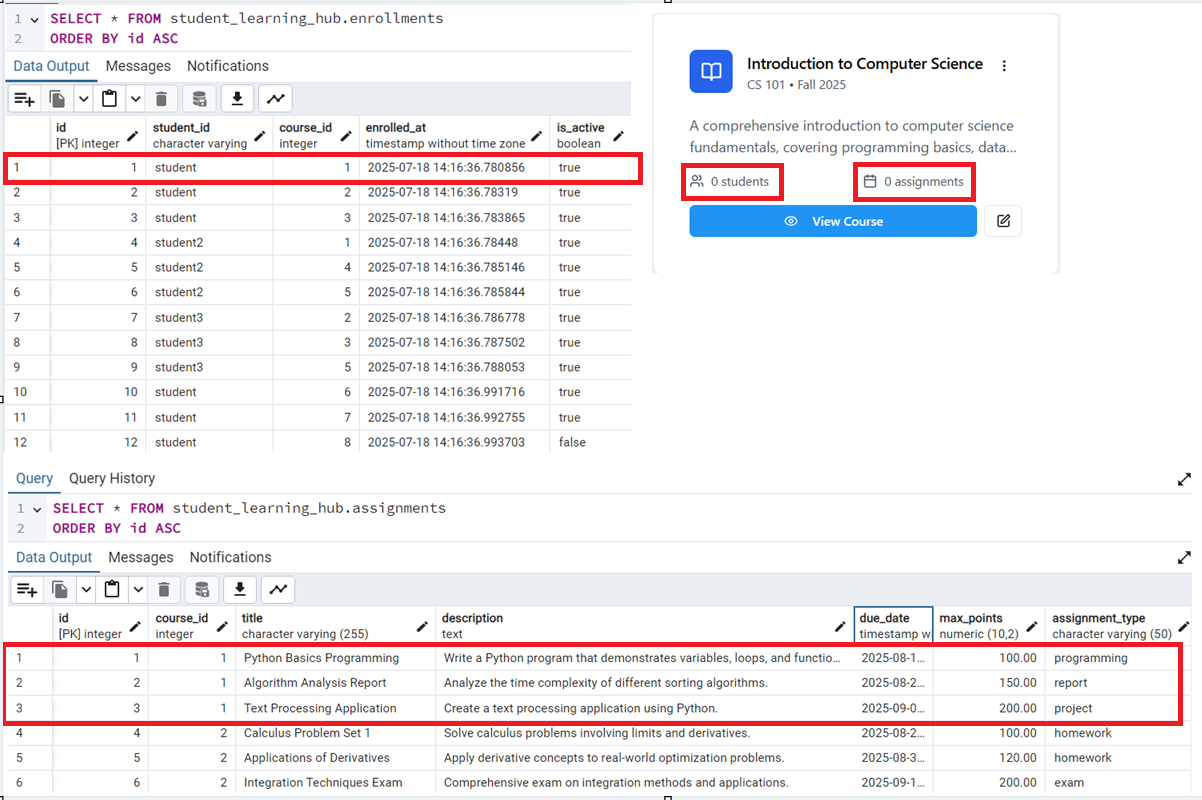 1 SELECT * FROM student_learning_hub.enrollments
2 ORDER BY id ASC
Data Output Messages Notifications
id student_id course_id enrolled_at is_active
[PK] integer character varying integer timestamp without time zone boolean
1 1 student 1 2025-07-18 14:16:36.780856 true
2 2 student 2 2025-07-18 14:16:36.78319 true
3 3 student 3 2025-07-18 14:16:36.783865 true
4 4 student2 1 2025-07-18 14:16:36.78448 true
5 5 student2 4 2025-07-18 14:16:36.785146 true
6 6 student2 5 2025-07-18 14:16:36.785844 true
7 7 student3 2 2025-07-18 14:16:36.786778 true
8 8 student3 3 2025-07-18 14:16:36.787502 true
9 9 student3 5 2025-07-18 14:16:36.788053 true
10 10 student 6 2025-07-18 14:16:36.991716 true
11 11 student 7 2025-07-18 14:16:36.992755 true
12 12 student 8 2025-07-18 14:16:36.993703 false
Introduction to Computer Science
CS 101 • Fall 2025
A comprehensive introduction to computer science
fundamentals, covering programming basics, data...
0 students 0 assignments
View Course
Query Query History
1 SELECT * FROM student_learning_hub.assignments
2 ORDER BY id ASC
Data Output Messages Notifications
id course_id title description due_date max_points assignment_type
[PK] integer integer character varying (255) text timestamp w numeric (10,2) character varying (50)
1 1 1 Python Basics Programming Write a Python program that demonstrates variables, loops, and functio... 2025-08-1... 100.00 programming
2 2 1 Algorithm Analysis Report Analyze the time complexity of different sorting algorithms. 2025-08-2... 150.00 report
3 3 1 Text Processing Application Create a text processing application using Python. 2025-09-0... 200.00 project
4 4 2 Calculus Problem Set 1 Solve calculus problems involving limits and derivatives. 2025-08-2... 100.00 homework
5 5 2 Applications of Derivatives Apply derivative concepts to real-world optimization problems. 2025-08-3... 120.00 homework
6 6 2 Integration Techniques Exam Comprehensive exam on integration methods and applications. 2025-09-1... 200.00 exam